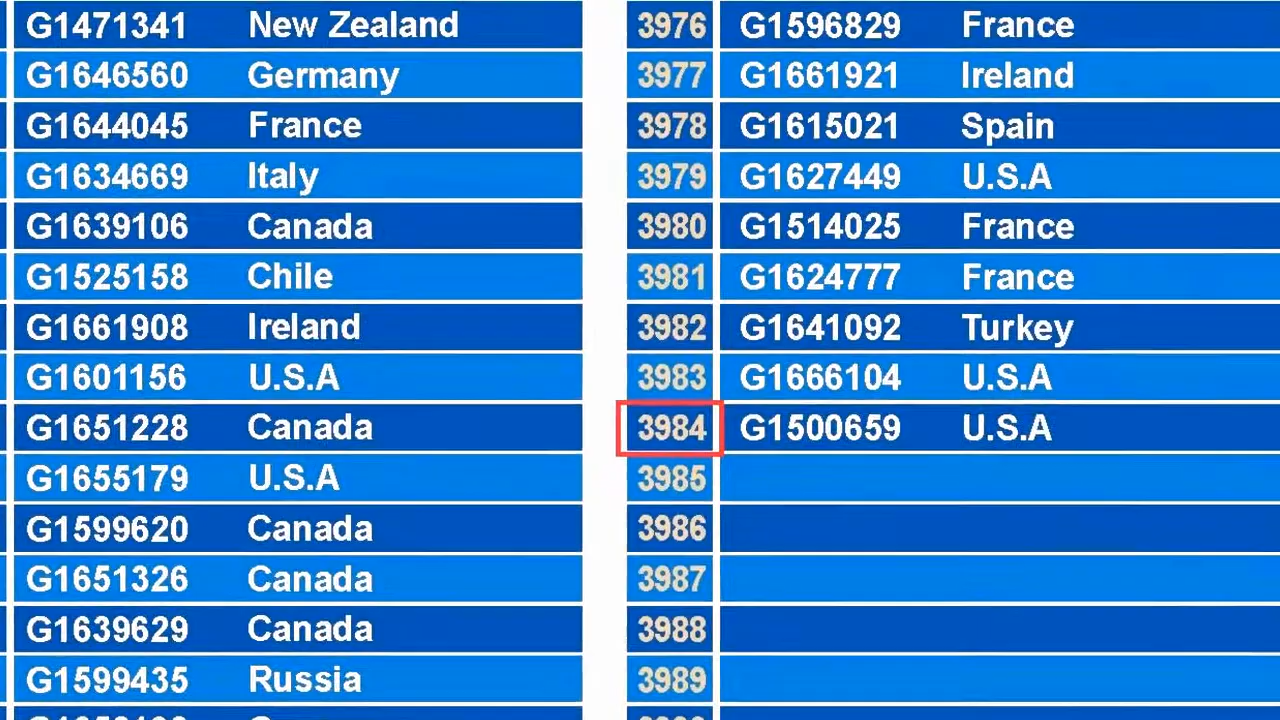 G1471341 New Zealand
G1646560 Germany
G1644045 France
G1634669 Italy
G1639106 Canada
G1525158 Chile
G1661908 Ireland
G1601156 U.S.A
G1651228 Canada
G1655179 U.S.A
G1599620 Canada
G1651326 Canada
G1639629 Canada
G1599435 Russia
3976 G1596829 France
3977 G1661921 Ireland
3978 G1615021 Spain
3979 G1627449 U.S.A
3980 G1514025 France
3981 G1624777 France
3982 G1641092 Turkey
3983 G1666104 U.S.A
3984 G1500659 U.S.A
3985
3986
3987
3988
3989